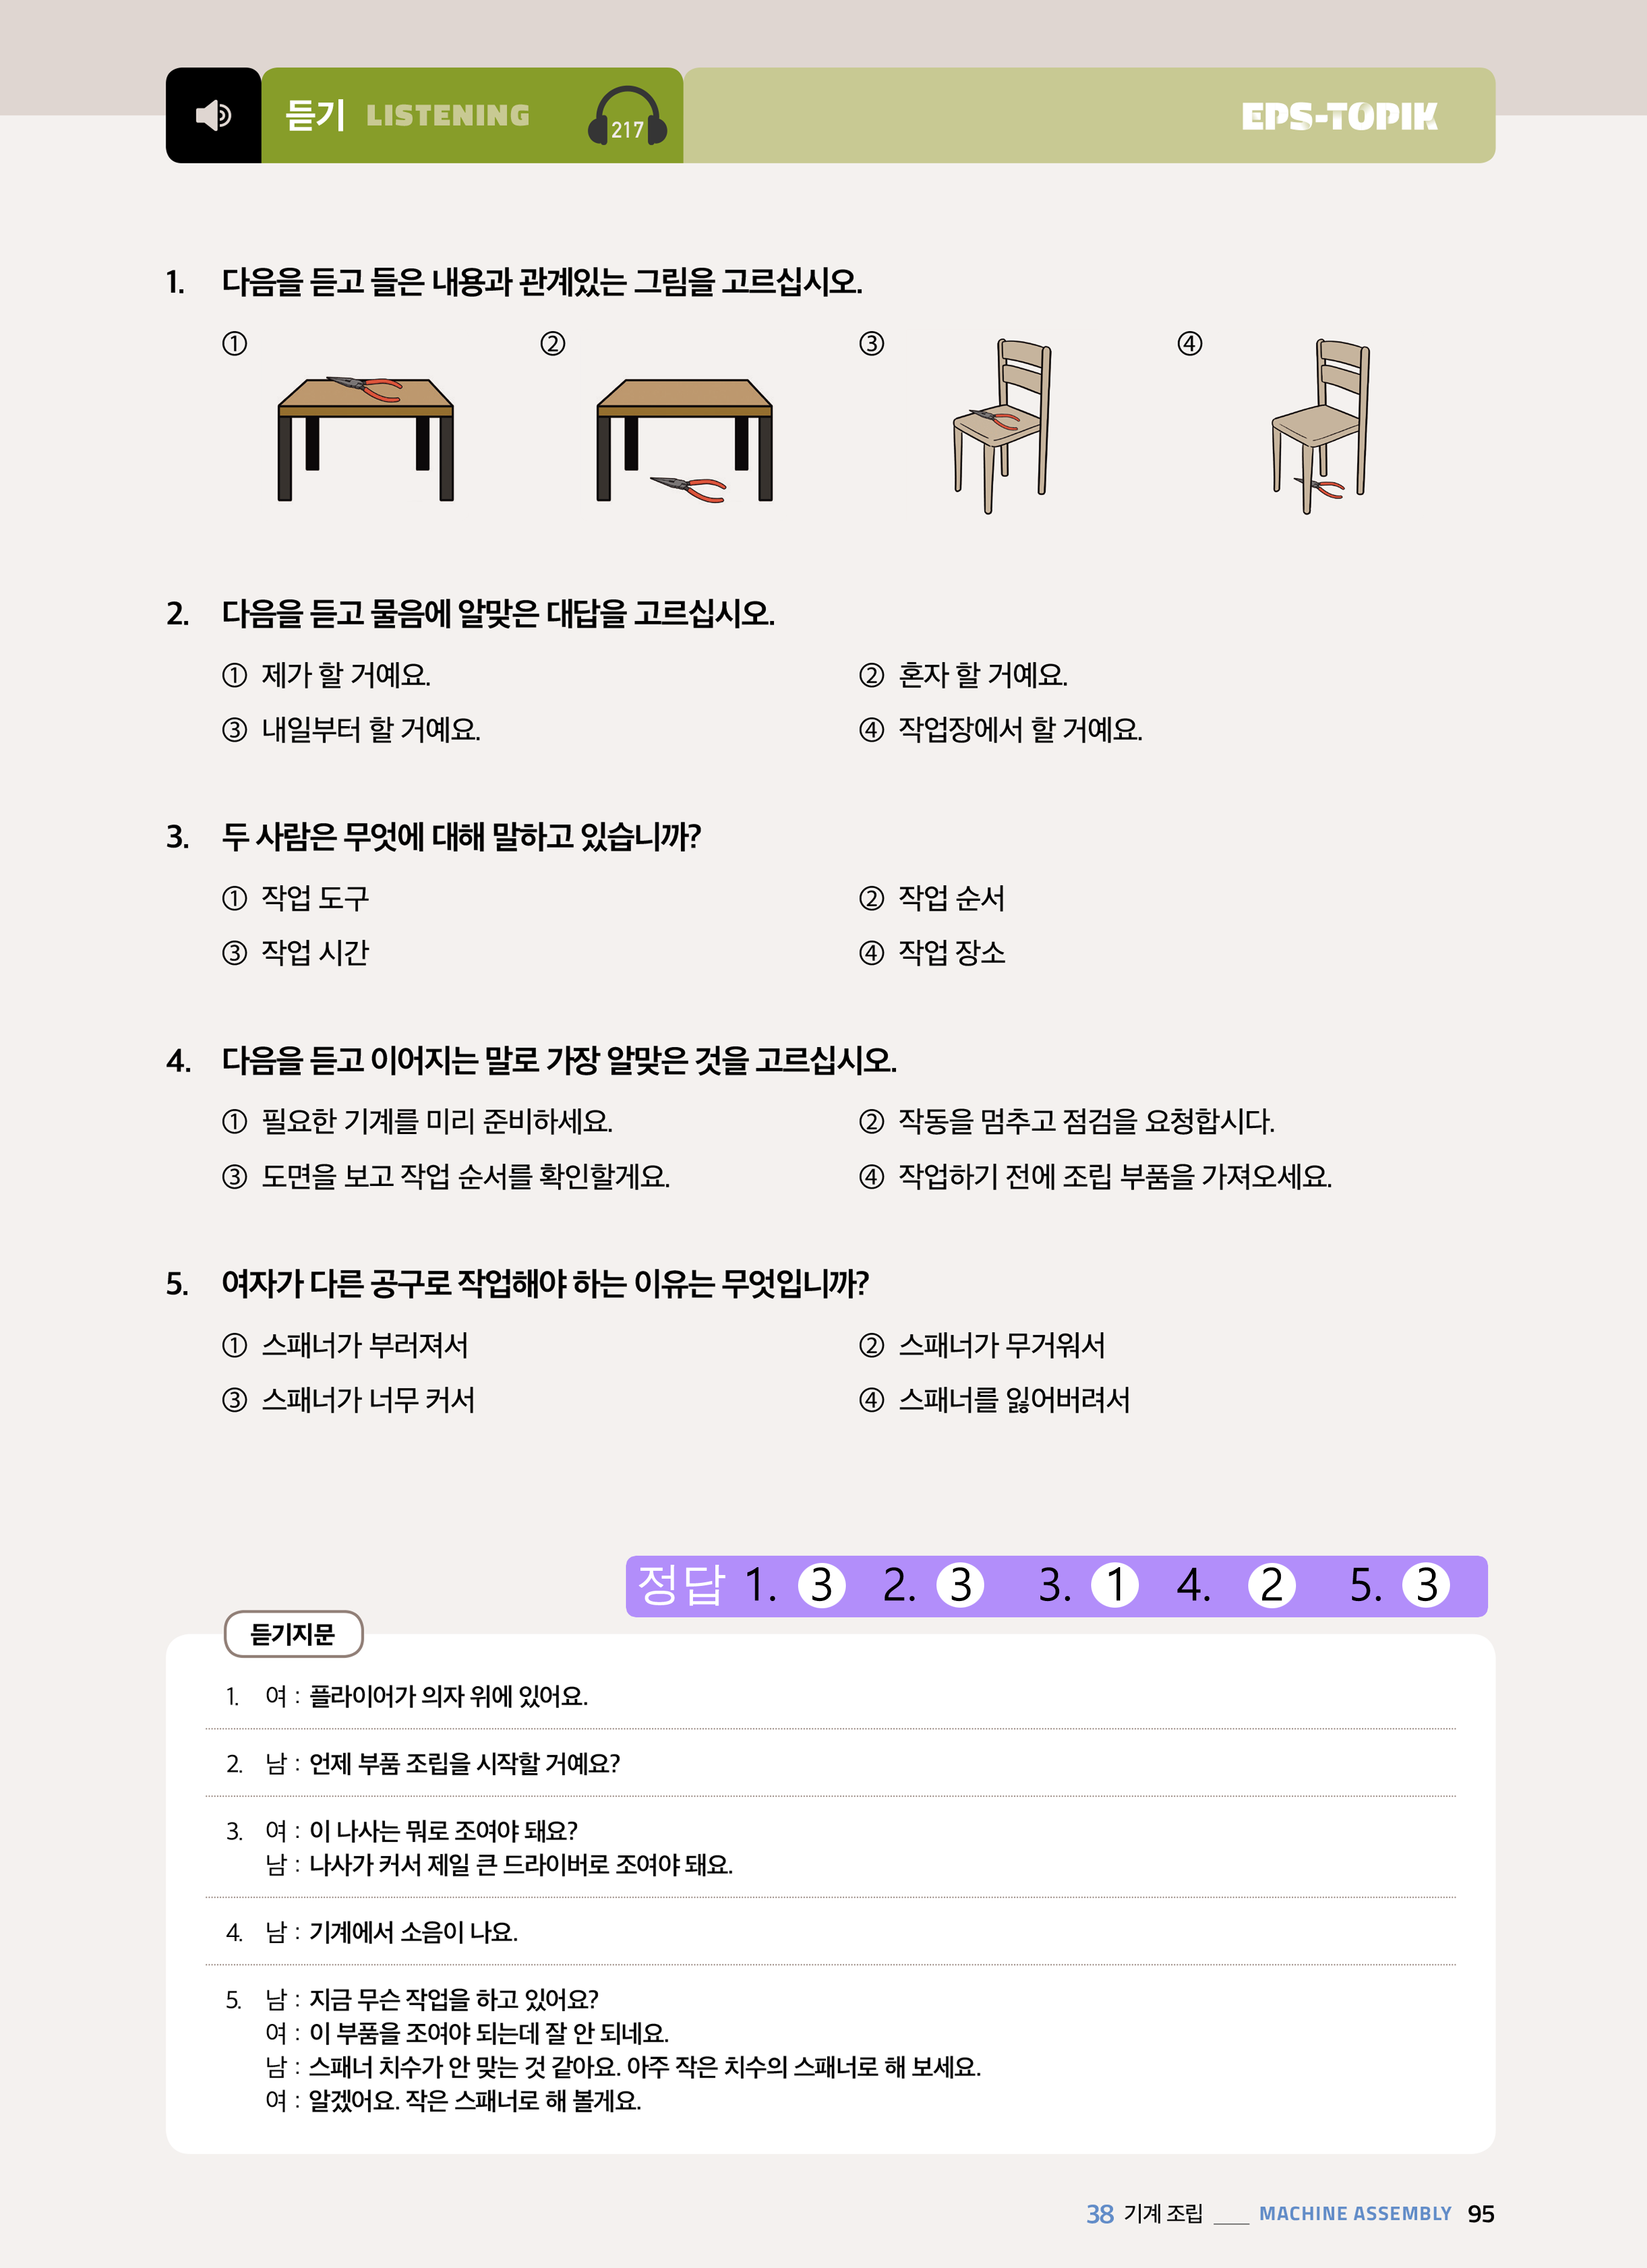 듣기 LISTENING 217 EPS-TOPIK
1. 다음을 듣고 들은 내용과 관계있는 그림을 고르십시오.
① ② ③ ④
2. 다음을 듣고 물음에 알맞은 대답을 고르십시오.
① 제가 할 거예요. ② 혼자 할 거예요.
③ 내일부터 할 거예요. ④ 작업장에서 할 거예요.
3. 두 사람은 무엇에 대해 말하고 있습니까?
① 작업 도구 ② 작업 순서
③ 작업 시간 ④ 작업 장소
4. 다음을 듣고 이어지는 말로 가장 알맞은 것을 고르십시오.
① 필요한 기계를 미리 준비하세요. ② 작동을 멈추고 점검을 요청합시다.
③ 도면을 보고 작업 순서를 확인할게요. ④ 작업하기 전에 조립 부품을 가져오세요.
5. 여자가 다른 공구로 작업해야 하는 이유는 무엇입니까?
① 스패너가 부러져서 ② 스패너가 무거워서
③ 스패너가 너무 커서 ④ 스패너를 잃어버려서
정답 1. 3 2. 3 3. 1 4. 2 5. 3
듣기지문
1. 여 : 플라이어가 의자 위에 있어요.
2. 남 : 언제 부품 조립을 시작할 거예요?
3. 여 : 이 나사는 뭐로 조여야 돼요?
남 : 나사가 커서 제일 큰 드라이버로 조여야 돼요.
4. 남 : 기계에서 소음이 나요.
5. 남 : 지금 무슨 작업을 하고 있어요?
여 : 이 부품을 조여야 되는데 잘 안 되네요.
남 : 스패너 치수가 안 맞는 것 같아요. 아주 작은 치수의 스패너로 해 보세요.
여 : 알겠어요. 작은 스패너로 해 볼게요.
38 기계 조립 ___ MACHINE ASSEMBLY 95